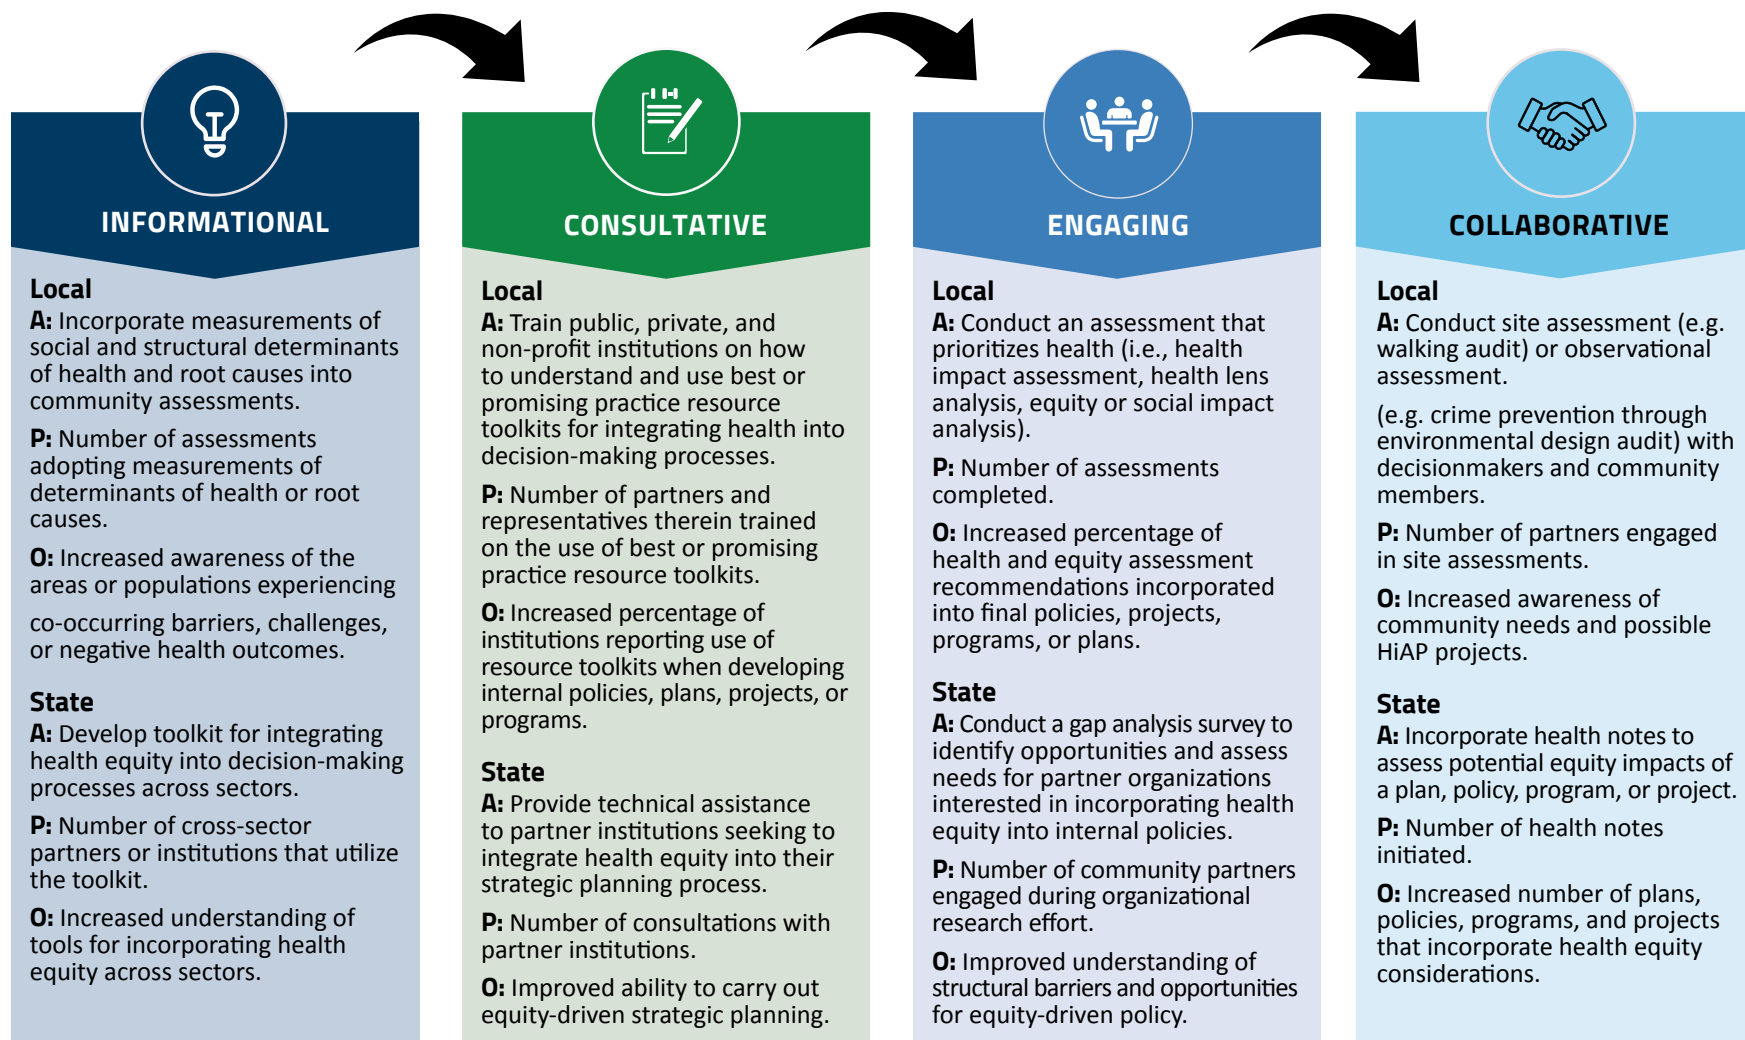 INFORMATIONAL
Local
A: Incorporate measurements of
social and structural determinants
of health and root causes into
community assessments.
P: Number of assessments
adopting measurements of
determinants of health or root
causes.
O: Increased awareness of the
areas or populations experiencing
co-occurring barriers, challenges,
or negative health outcomes.
State
A: Develop toolkit for integrating
health equity into decision-making
processes across sectors.
P: Number of cross-sector
partners or institutions that utilize
the toolkit.
O: Increased understanding of
tools for incorporating health
equity across sectors.
CONSULTATIVE
Local
A: Train public, private, and
non-profit institutions on how
to understand and use best or
promising practice resource
toolkits for integrating health into
decision-making processes.
P: Number of partners and
representatives therein trained
on the use of best or promising
practice resource toolkits.
O: Increased percentage of
institutions reporting use of
resource toolkits when developing
internal policies, plans, projects, or
programs.
State
A: Provide technical assistance
to partner institutions seeking to
integrate health equity into their
strategic planning process.
P: Number of consultations with
partner institutions.
O: Improved ability to carry out
equity-driven strategic planning.
ENGAGING
Local
A: Conduct an assessment that
prioritizes health (i.e., health
impact assessment, health lens
analysis, equity or social impact
analysis).
P: Number of assessments
completed.
O: Increased percentage of
health and equity assessment
recommendations incorporated
into final policies, projects,
programs, or plans.
State
A: Conduct a gap analysis survey to
identify opportunities and assess
needs for partner organizations
interested in incorporating health
equity into internal policies.
P: Number of community partners
engaged during organizational
research effort.
O: Improved understanding of
structural barriers and opportunities
for equity-driven policy.
COLLABORATIVE
Local
A: Conduct site assessment (e.g.
walking audit) or observational
assessment.
(e.g. crime prevention through
environmental design audit) with
decisionmakers and community
members.
P: Number of partners engaged
in site assessments.
O: Increased awareness of
community needs and possible
HiAP projects.
State
A: Incorporate health notes to
assess potential equity impacts of
a plan, policy, program, or project.
P: Number of health notes
initiated.
O: Increased number of plans,
policies, programs, and projects
that incorporate health equity
considerations.